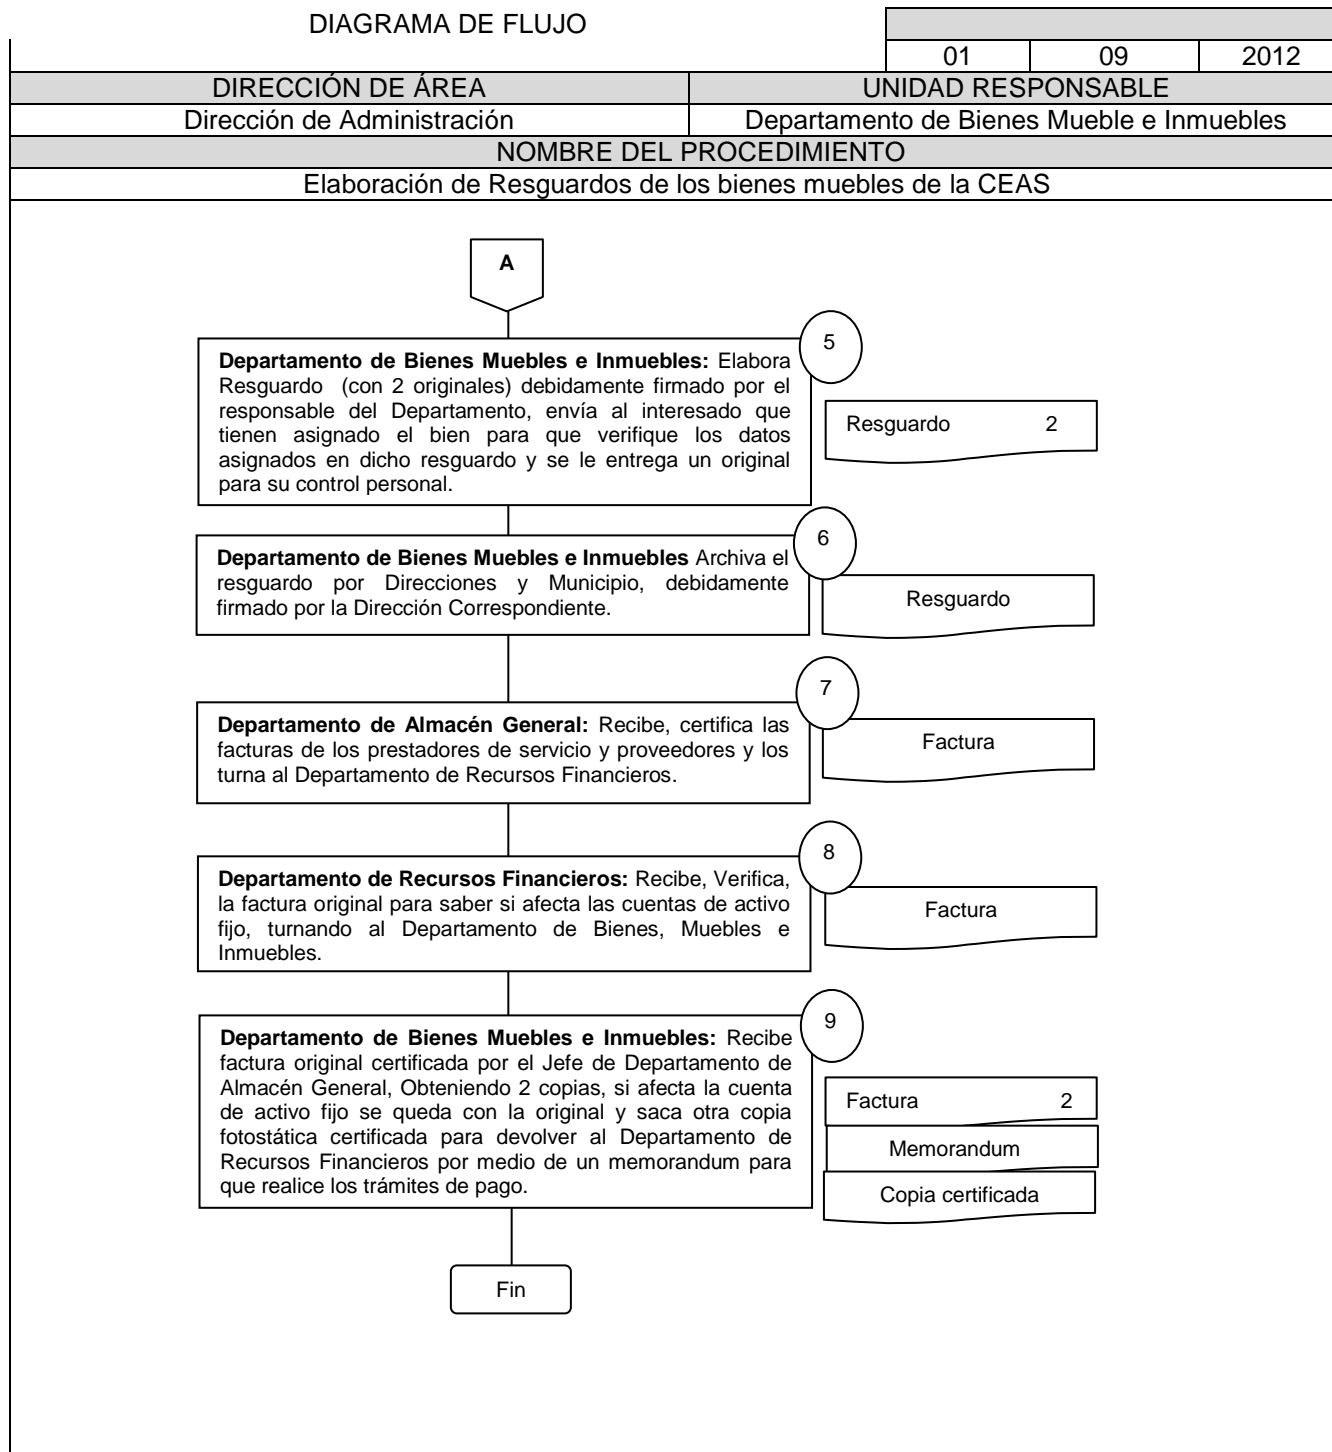 DIAGRAMA DE FLUJO
01 09 2012
DIRECCIÓN DE ÁREA UNIDAD RESPONSABLE
Dirección de Administración Departamento de Bienes Mueble e Inmuebles
NOMBRE DEL PROCEDIMIENTO
Elaboración de Resguardos de los bienes muebles de la CEAS
A
5
Departamento de Bienes Muebles e Inmuebles: Elabora
Resguardo (con 2 originales) debidamente firmado por el
responsable del Departamento, envía al interesado que
tienen asignado el bien para que verifique los datos
asignados en dicho resguardo y se le entrega un original
para su control personal.
Resguardo 2
6
Departamento de Bienes Muebles e Inmuebles Archiva el
resguardo por Direcciones y Municipio, debidamente
firmado por la Dirección Correspondiente.
Resguardo
7
Departamento de Almacén General: Recibe, certifica las
facturas de los prestadores de servicio y proveedores y los
turna al Departamento de Recursos Financieros.
Factura
8
Departamento de Recursos Financieros: Recibe, Verifica,
la factura original para saber si afecta las cuentas de activo
fijo, turnando al Departamento de Bienes, Muebles e
Inmuebles.
Factura
9
Departamento de Bienes Muebles e Inmuebles: Recibe
factura original certificada por el Jefe de Departamento de
Almacén General, Obteniendo 2 copias, si afecta la cuenta
de activo fijo se queda con la original y saca otra copia
fotostática certificada para devolver al Departamento de
Recursos Financieros por medio de un memorandum para
que realice los trámites de pago.
Factura 2
Memorandum
Copia certificada
Fin